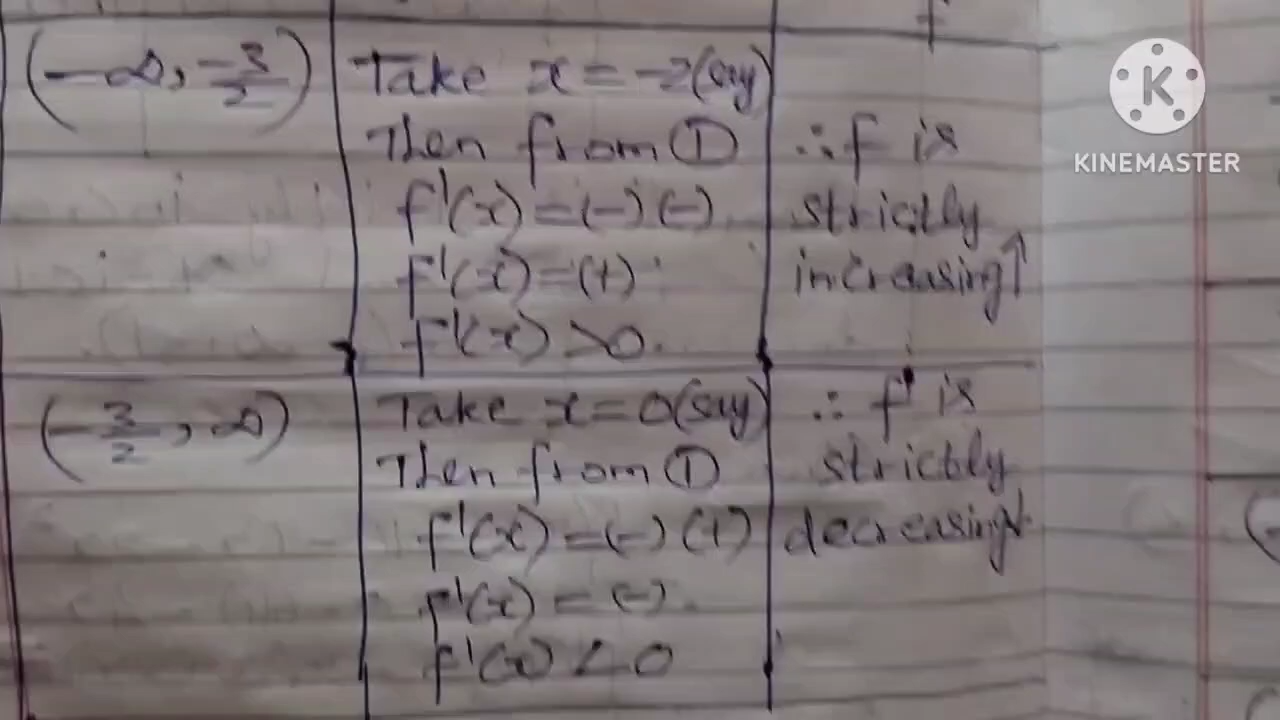 (-∞, -3/2)
Take x = -2 (say)
Then from ①
f'(x) = (-) (-)
f'(x) = (+)
f'(x) > 0.
∴ f is
strictly
increasing ↑
(-3/2, ∞)
Take x = 0 (say)
Then from ①
f'(x) = (-) (+)
f'(x) = (-).
f'(x) < 0
∴ f is
strictly
decreasing
K
KINEMASTER